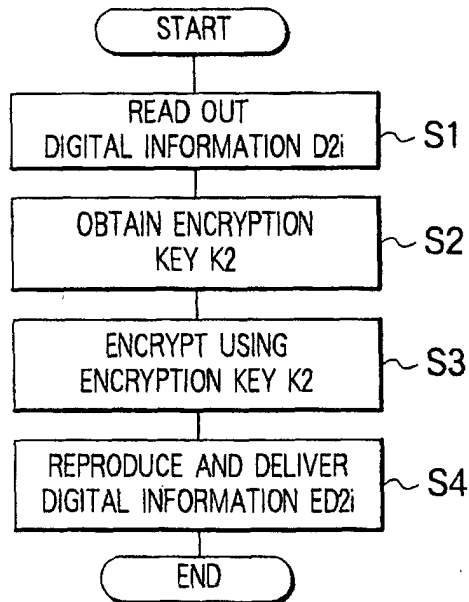 START
READ OUT
DIGITAL INFORMATION D2i
S1
OBTAIN ENCRYPTION
KEY K2
S2
ENCRYPT USING
ENCRYPTION KEY K2
S3
REPRODUCE AND DELIVER
DIGITAL INFORMATION ED2i
S4
END